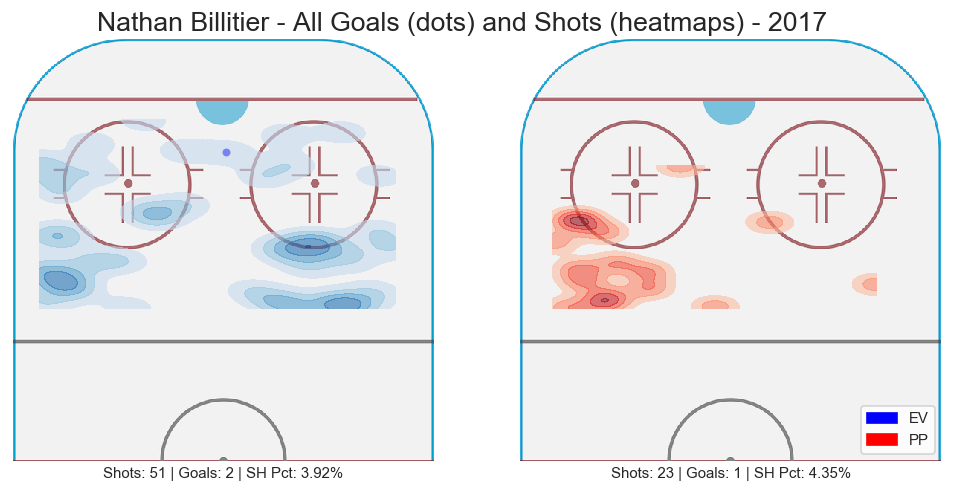 Nathan Billitier - All Goals (dots) and Shots (heatmaps) - 2017
EV
PP
Shots: 51 | Goals: 2 | SH Pct: 3.92%
Shots: 23 | Goals: 1 | SH Pct: 4.35%